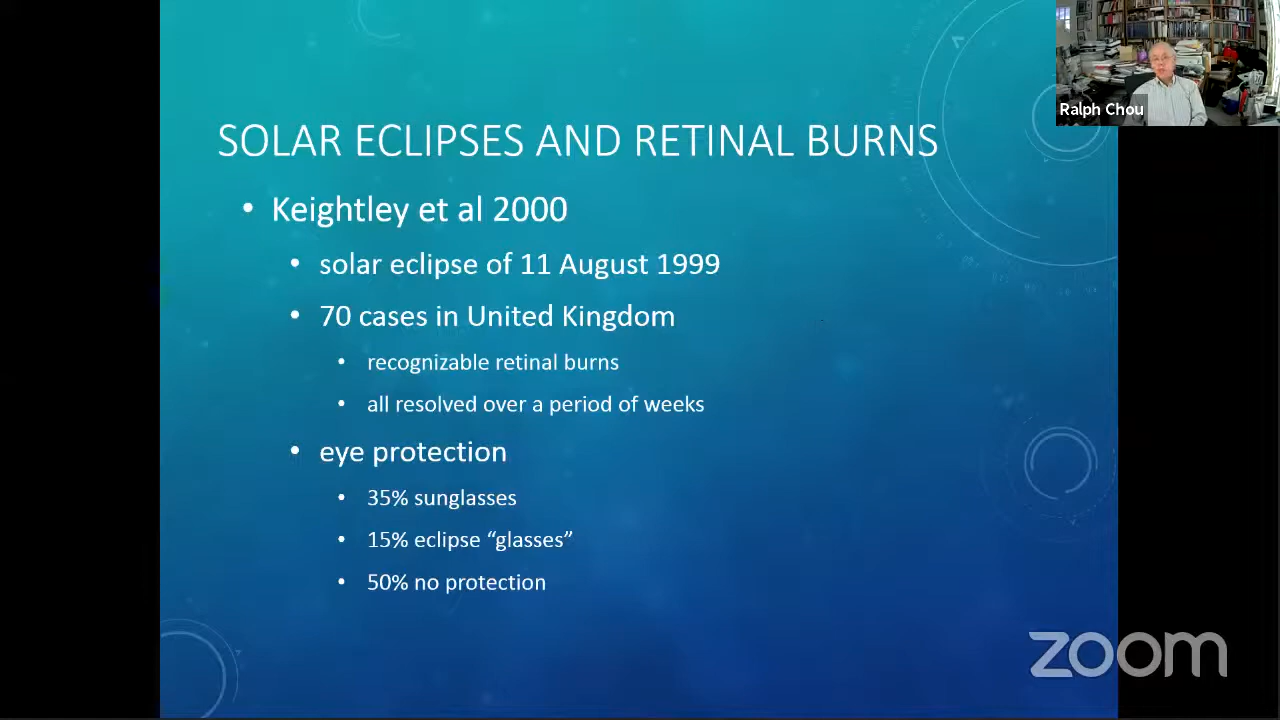 Ralph Chou
SOLAR ECLIPSES AND RETINAL BURNS
• Keightley et al 2000
• solar eclipse of 11 August 1999
• 70 cases in United Kingdom
• recognizable retinal burns
• all resolved over a period of weeks
• eye protection
• 35% sunglasses
• 15% eclipse “glasses”
• 50% no protection
zoom